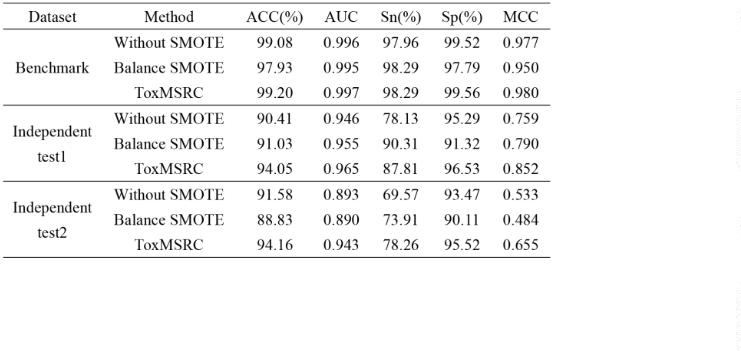 Dataset Method ACC(%) AUC Sn(%) Sp(%) MCC
Without SMOTE 99.08 0.996 97.96 99.52 0.977
Benchmark Balance SMOTE 97.93 0.995 98.29 97.79 0.950
ToxMSRC 99.20 0.997 98.29 99.56 0.980
Without SMOTE 90.41 0.946 78.13 95.29 0.759
Independent test1 Balance SMOTE 91.03 0.955 90.31 91.32 0.790
ToxMSRC 94.05 0.965 87.81 96.53 0.852
Without SMOTE 91.58 0.893 69.57 93.47 0.533
Independent test2 Balance SMOTE 88.83 0.890 73.91 90.11 0.484
ToxMSRC 94.16 0.943 78.26 95.52 0.655